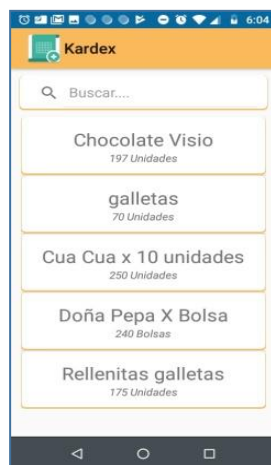 6:04
Kardex
Buscar....
Chocolate Visio
197 Unidades
galletas
70 Unidades
Cua Cua x 10 unidades
250 Unidades
Doña Pepa X Bolsa
240 Bolsas
Rellenitas galletas
175 Unidades